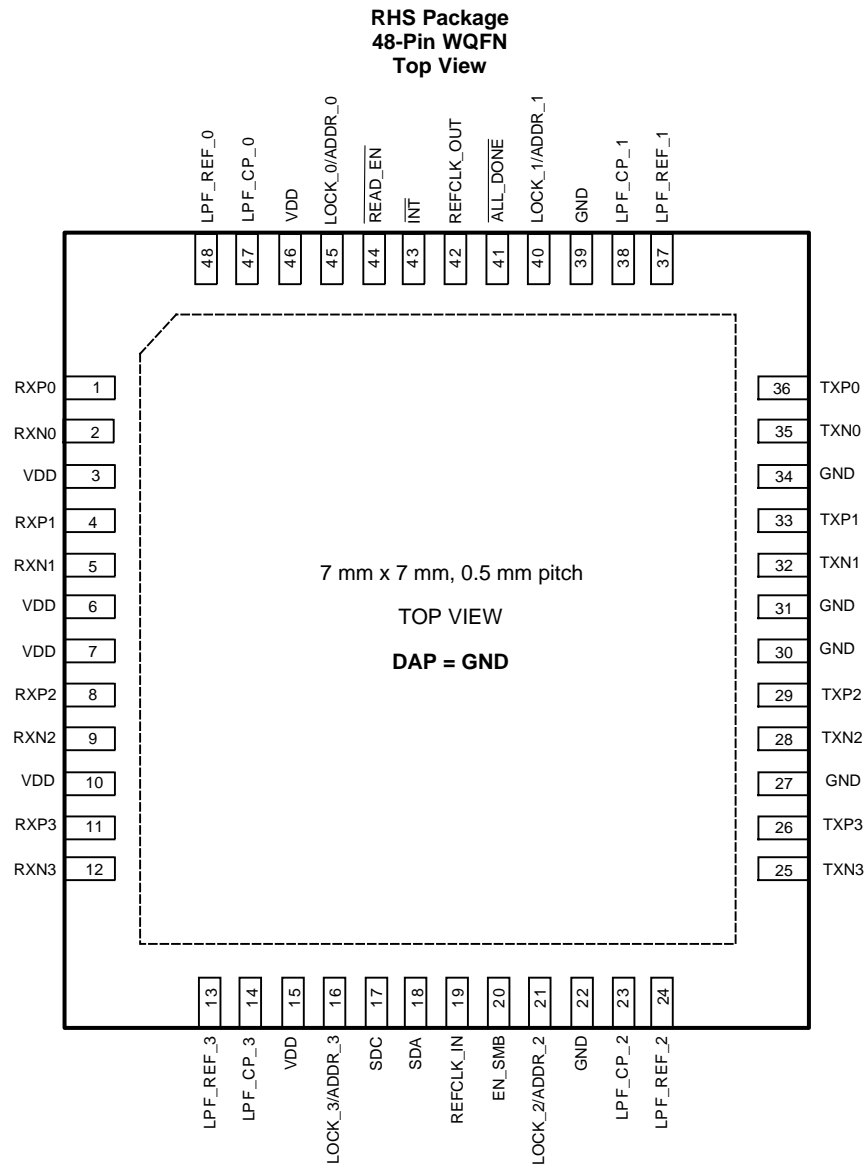 RHS Package
48-Pin WQFN
Top View
LPF_REF_0
LPF_CP_0
VDD
LOCK_0/ADDR_0
READ_EN
INT
REFCLK_OUT
ALL_DONE
LOCK_1/ADDR_1
GND
LPF_CP_1
LPF_REF_1
48
47
46
45
44
43
42
41
40
39
38
37
RXP0 1
RXN0 2
VDD 3
RXP1 4
RXN1 5
VDD 6
VDD 7
RXP2 8
RXN2 9
VDD 10
RXP3 11
RXN3 12
7 mm x 7 mm, 0.5 mm pitch
TOP VIEW
DAP = GND
36 TXP0
35 TXN0
34 GND
33 TXP1
32 TXN1
31 GND
30 GND
29 TXP2
28 TXN2
27 GND
26 TXP3
25 TXN3
13
14
15
16
17
18
19
20
21
22
23
24
LPF_REF_3
LPF_CP_3
VDD
LOCK_3/ADDR_3
SDC
SDA
REFCLK_IN
EN_SMB
LOCK_2/ADDR_2
GND
LPF_CP_2
LPF_REF_2